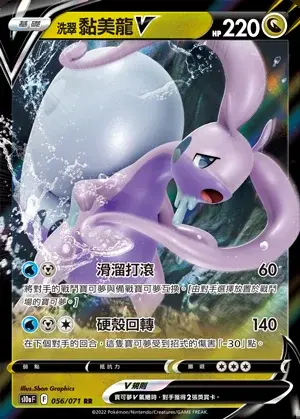 基礎 洗翠 黏美龍V HP 220
滑溜打滾 60
將對手的戰鬥寶可夢與備戰寶可夢互換。[由對手選擇放置於戰鬥場的寶可夢。]
硬殼回轉 140
在下個對手的回合,這隻寶可夢受到招式的傷害「-30」點。
弱點 抵抗力 撤退
Illus.5ban Graphics
V規則
s10a F F 056/071 RR
寶可夢V氣絕時,對手獲得2張獎賞卡。
©2022 Pokémon/Nintendo/Creatures/GAME FREAK.